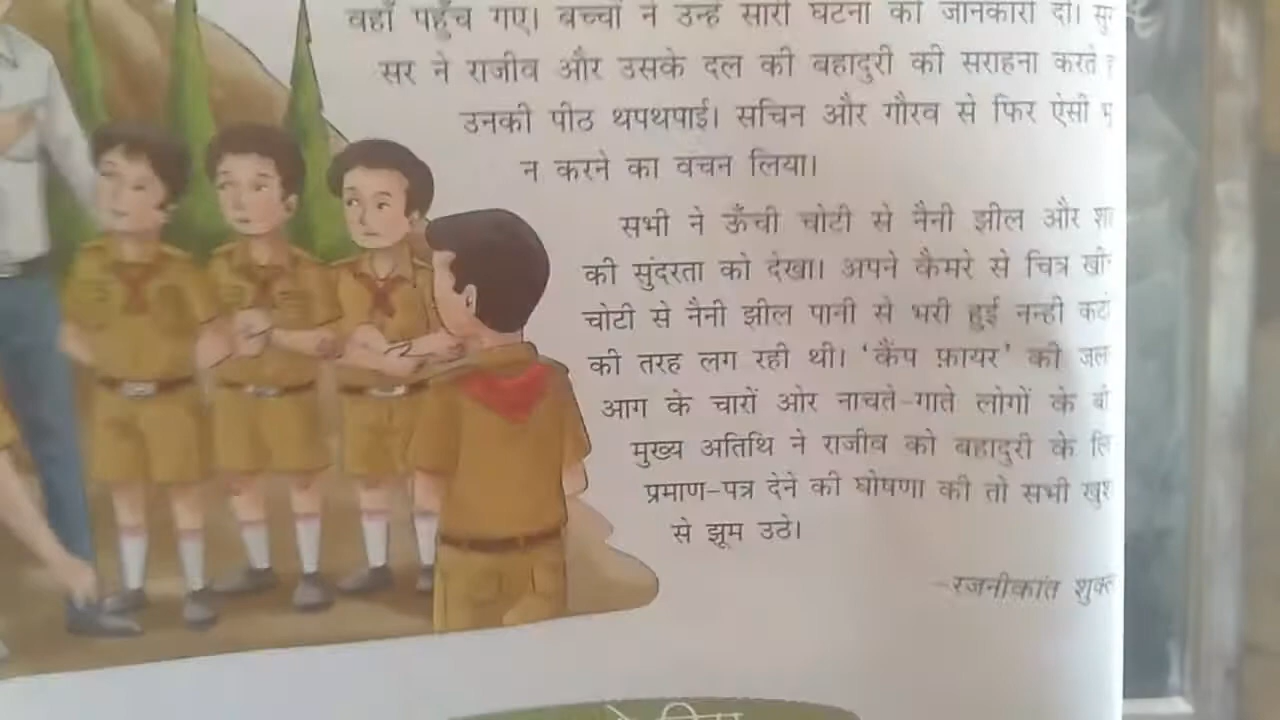 वहाँ पहुँच गए। बच्चों ने उन्हें सारी घटना की जानकारी दी।
सर ने राजीव और उसके दल की बहादुरी की सराहना करते
उनकी पीठ थपथपाई। सचिन और गौरव से फिर ऐसी
न करने का वचन लिया।
सभी ने ऊँची चोटी से नैनी झील और
की सुंदरता को देखा। अपने कैमरे से चित्र
चोटी से नैनी झील पानी से भरी हुई नन्ही
की तरह लग रही थी। 'कैंप फ़ायर' की
आग के चारों ओर नाचते-गाते लोगों के
मुख्य अतिथि ने राजीव को बहादुरी के
प्रमाण-पत्र देने की घोषणा की तो सभी
से झूम उठे।
-रजनीकांत